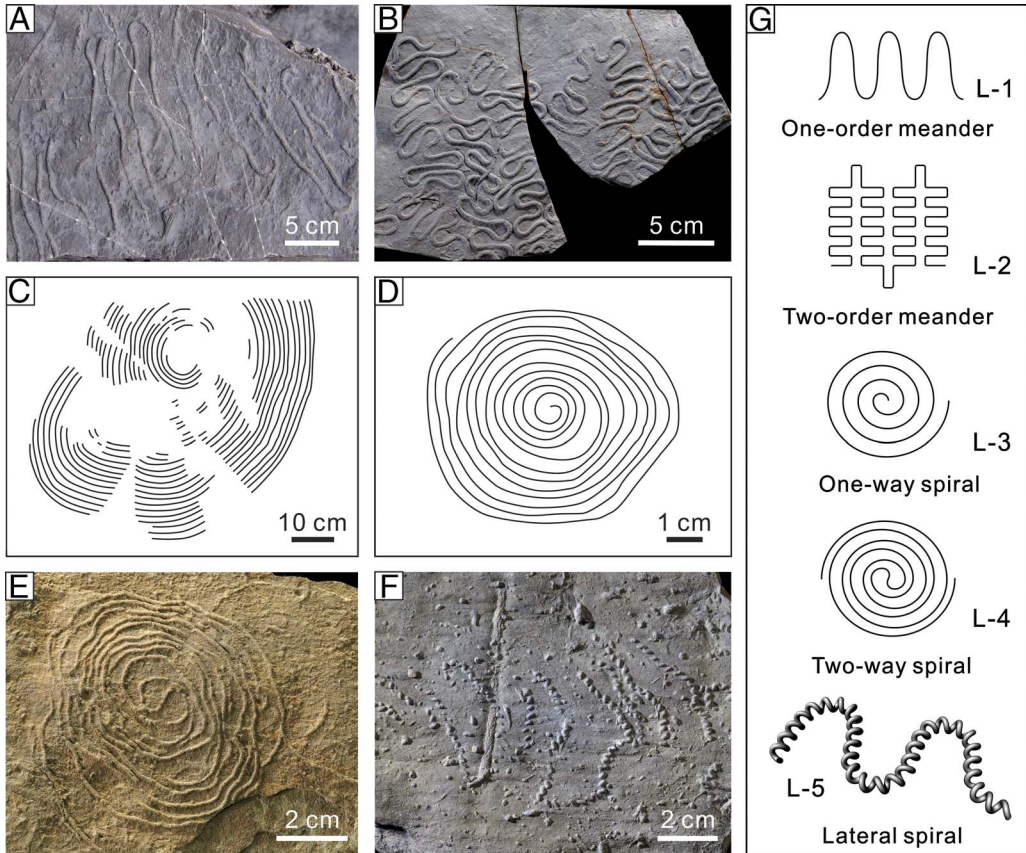 A
5 cm
B
5 cm
C
10 cm
D
1 cm
E
2 cm
F
2 cm
G
L-1
One-order meander
L-2
Two-order meander
L-3
One-way spiral
L-4
Two-way spiral
L-5
Lateral spiral